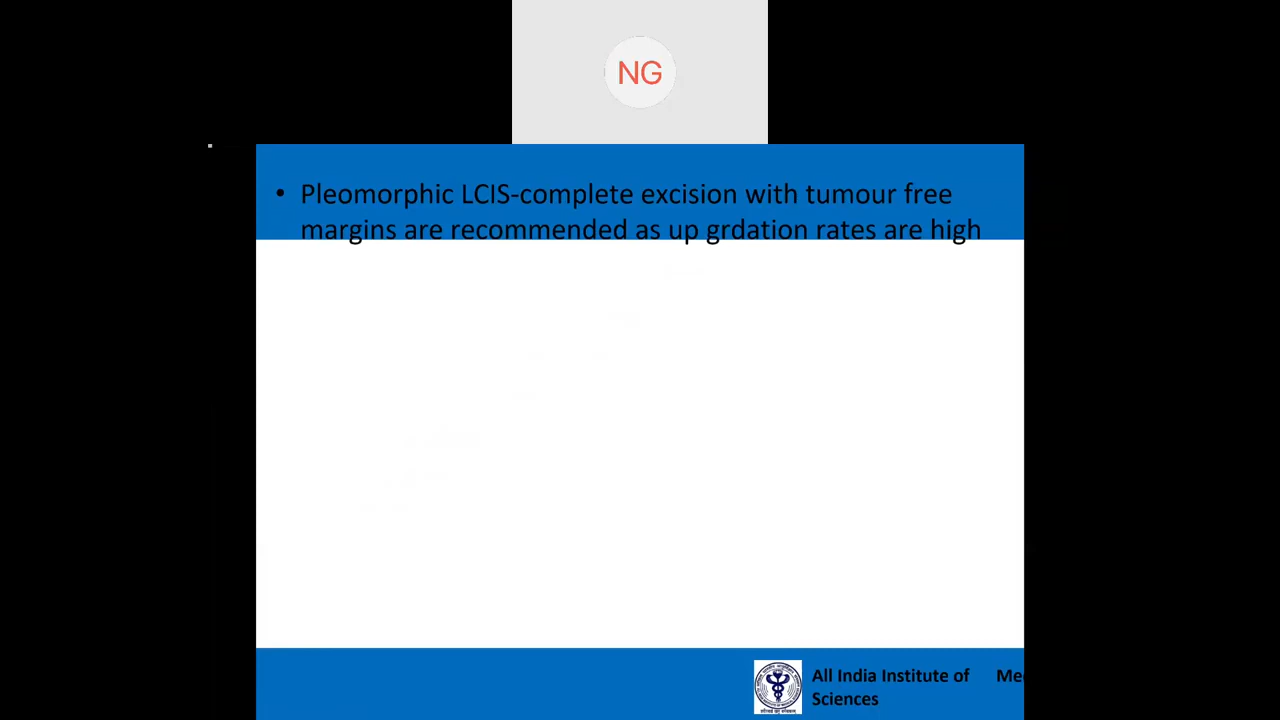 NG
• Pleomorphic LCIS-complete excision with tumour free
margins are recommended as up grdation rates are high
All India Institute of
Sciences